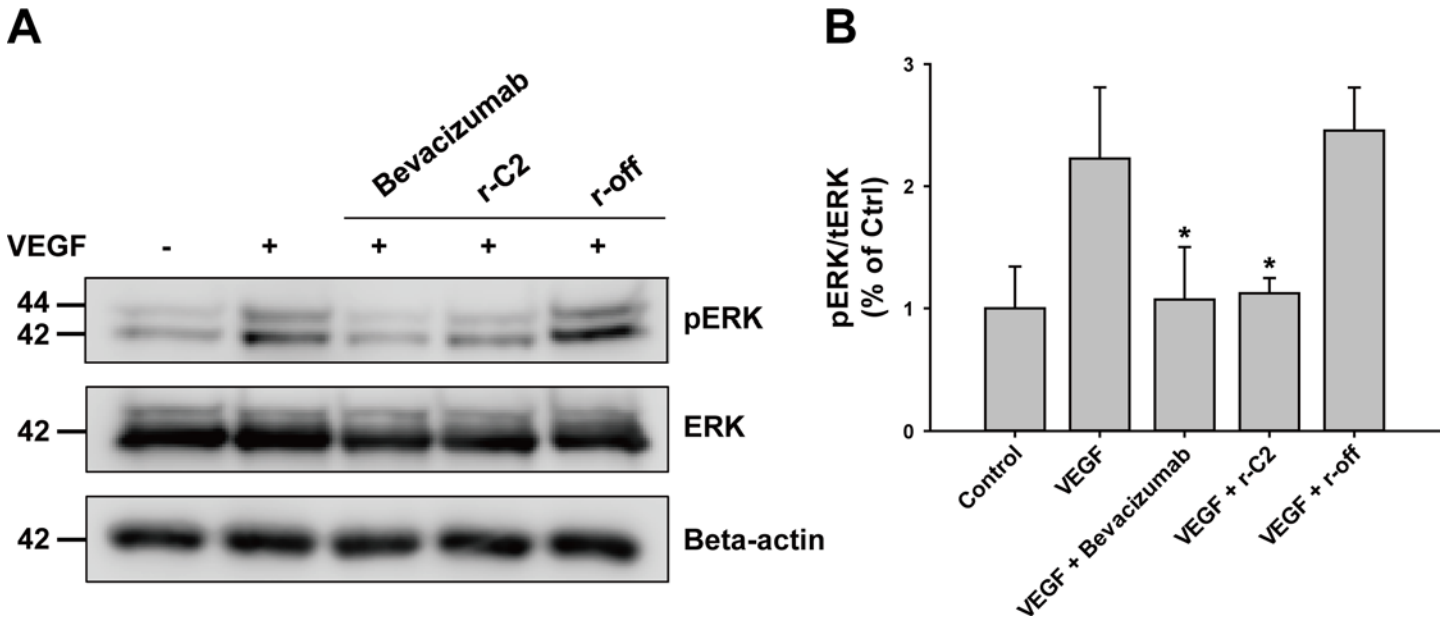 A
Bevacizumab
r-C2
r-off
VEGF - + + + +
44
42
pERK
42
ERK
42
Beta-actin
B
pERK/tERK
(% of Ctrl)
3
2
1
0
Control
VEGF
VEGF + Bevacizumab
VEGF + r-C2
VEGF + r-off
*
*